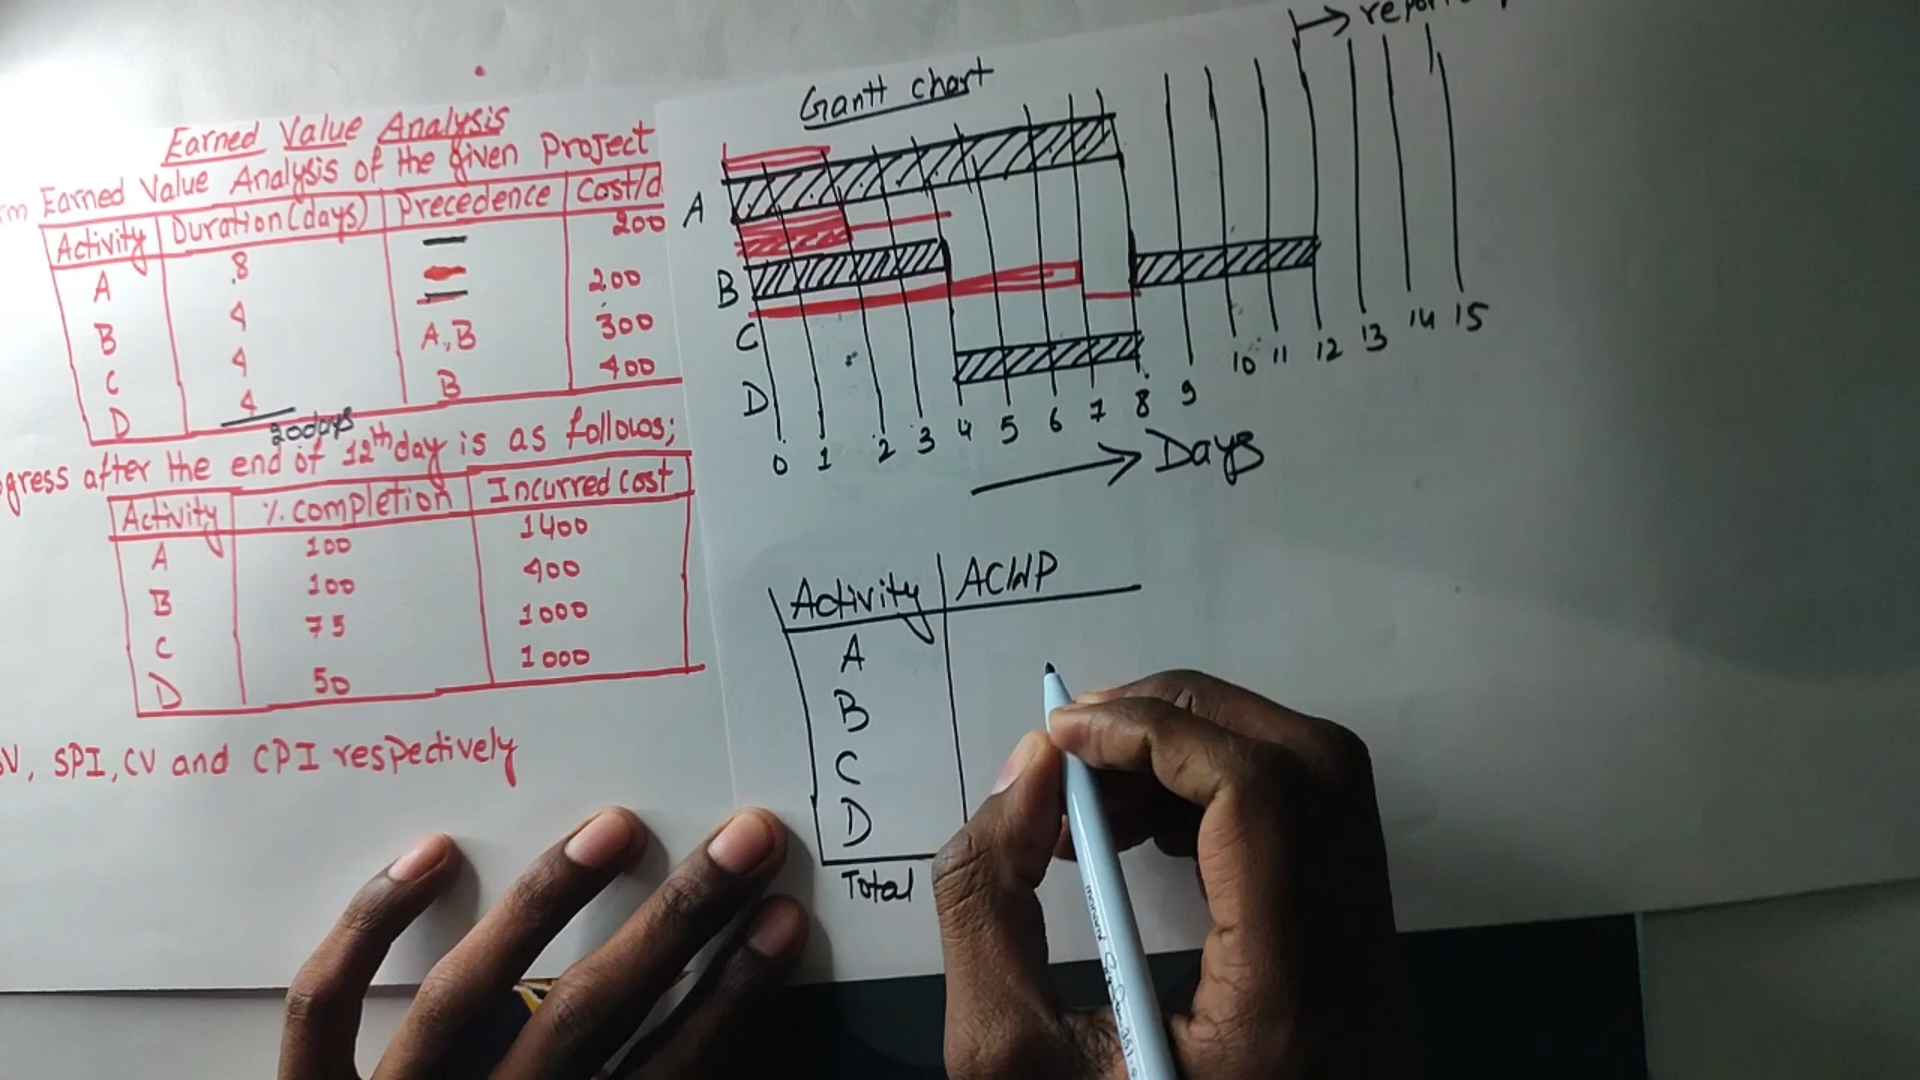 Earned Value Analysis
Earned Value Analysis of the given Project
Activity Duration(days) Precedence Cost/d
A 8 — 200
B 4 — 200
C 4 A,B 300
D 4 B 400
20days
after the end of 12th day is as follows;
Activity % completion Incurred cost
A 100 1400
B 100 400
C 75 1000
D 50 1000
SPI, CV and CPI respectively
Gantt chart
A
B
C
D
0 1 2 3 4 5 6 7 8 9 10 11 12 13 14 15
Days
Activity ACWP
A
B
C
D
Total